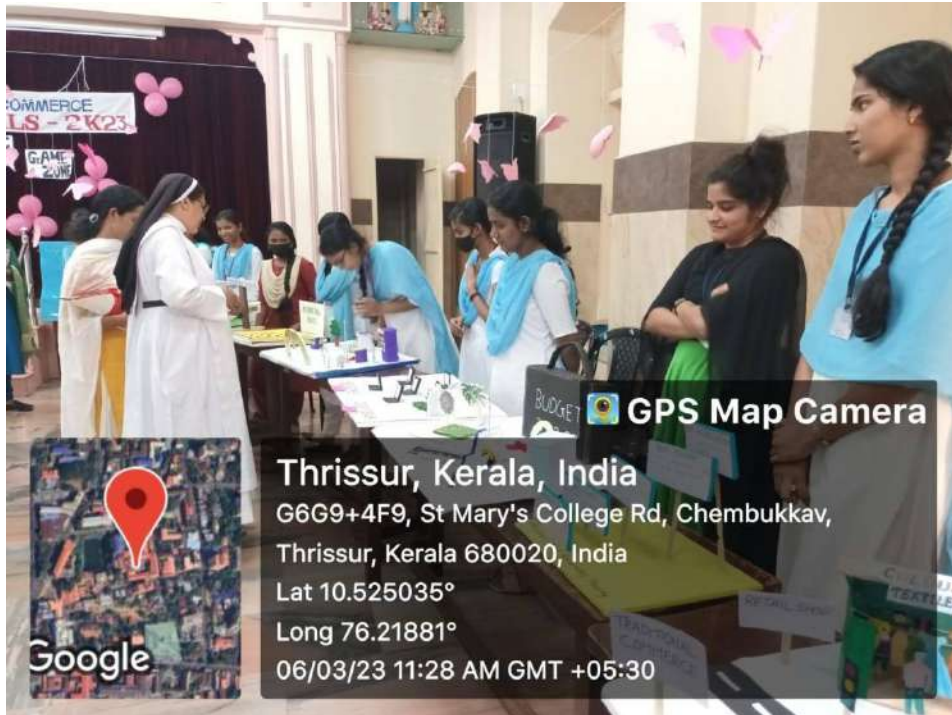 COMMERCE
LS - 2K23
GAME
ZONE
BUDGET
GPS Map Camera
Thrissur, Kerala, India
G6G9+4F9, St Mary's College Rd, Chembukkav,
Thrissur, Kerala 680020, India
Lat 10.525035°
Long 76.21881°
06/03/23 11:28 AM GMT +05:30
Google
RETAIL SHOP
TRADITIONAL
COMMERCE